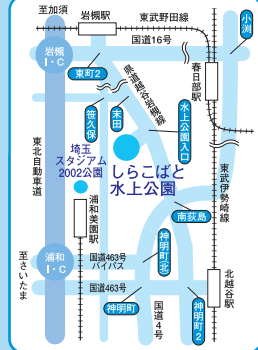 至加須
岩槻駅
東武野田線
小渕
国道16号
岩槻
I・C
東町2
県道越谷岩槻線
春日部駅
笹久保
末田
水上公園入口
埼玉
スタジアム
2002公園
しらこばと
水上公園
東北自動車道
東武伊勢崎線
浦和美園駅
南荻島
神明町北
至さいたま
浦和
I・C
国道463号
バイパス
北越谷駅
国道463号
神明町
国道4号
神明町2